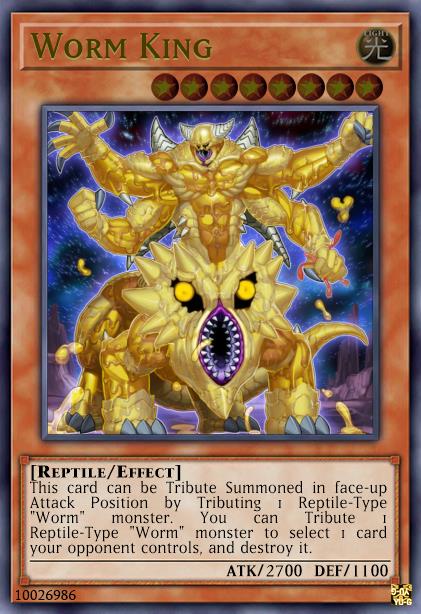 WORM KING
LIGHT
光
[REPTILE/EFFECT]
This card can be Tribute Summoned in face-up
Attack Position by Tributing 1 Reptile-Type
"Worm" monster. You can Tribute 1
Reptile-Type "Worm" monster to select 1 card
your opponent controls, and destroy it.
ATK/2700 DEF/1100
10026986